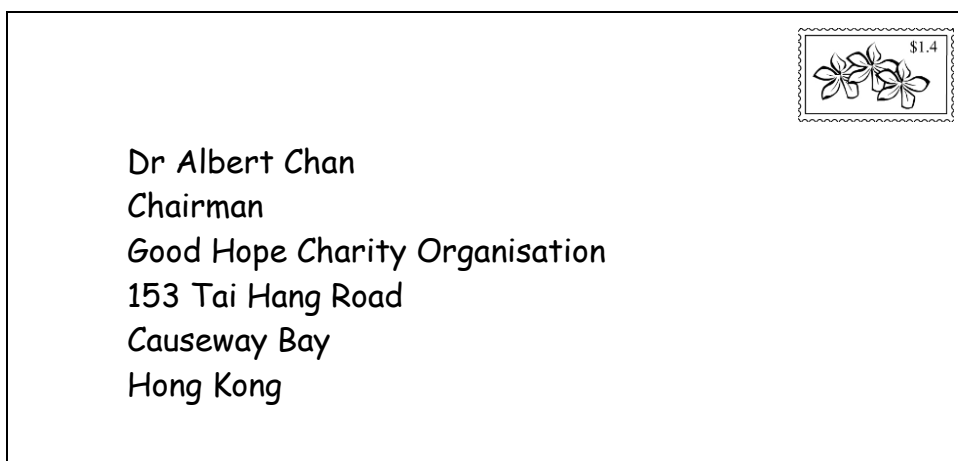 $1.4
Dr Albert Chan
Chairman
Good Hope Charity Organisation
153 Tai Hang Road
Causeway Bay
Hong Kong